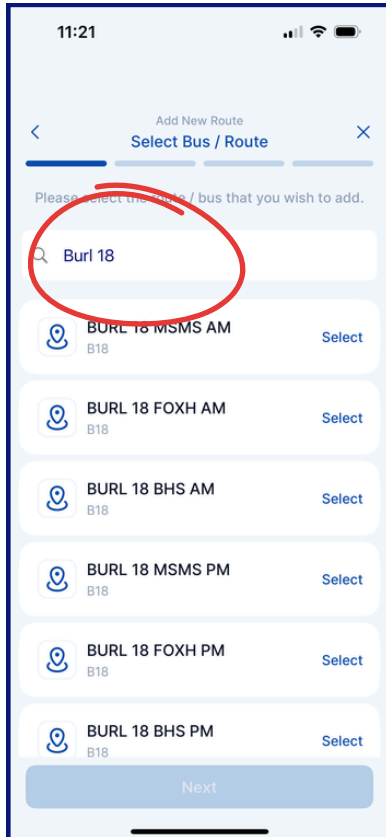 11:21
Add New Route
Select Bus / Route
Please select the route / bus that you wish to add.
Burl 18
BURL 18 MSMS AM
Select
B18
BURL 18 FOXH AM
Select
B18
BURL 18 BHS AM
Select
B18
BURL 18 MSMS PM
Select
B18
BURL 18 FOXH PM
Select
B18
BURL 18 BHS PM
Select
B18
Next